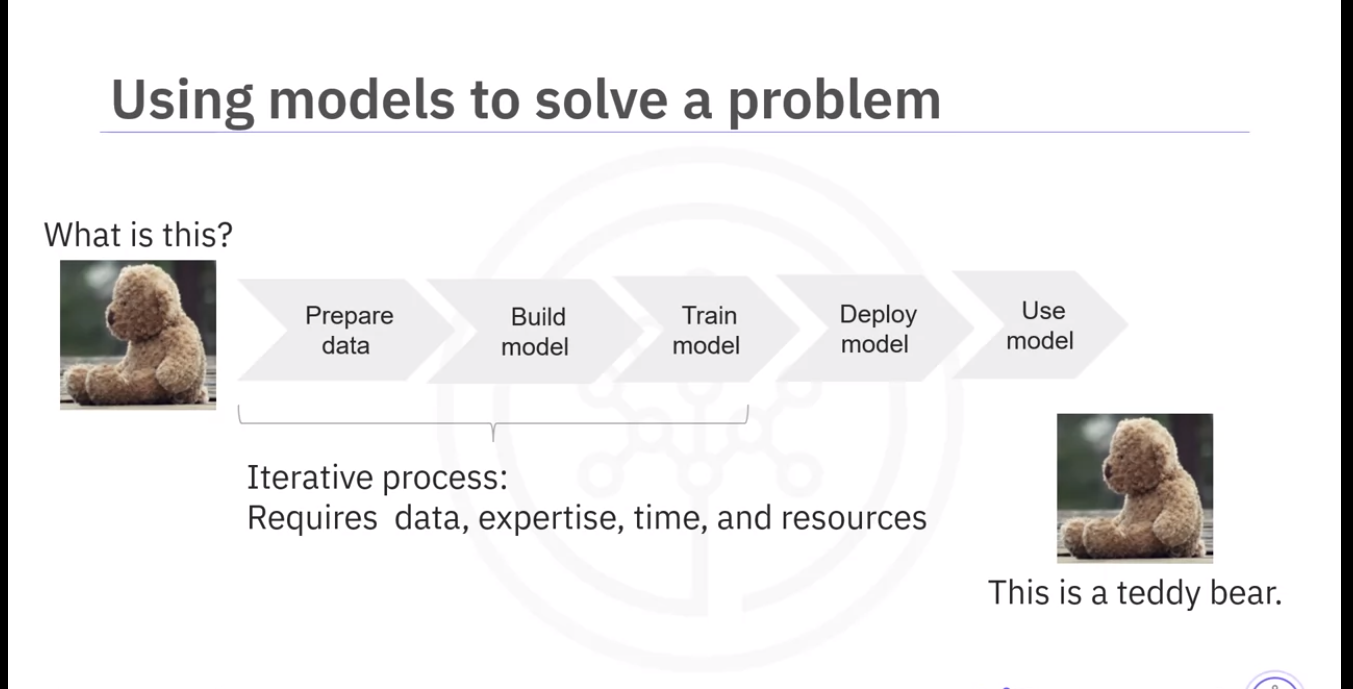 Using models to solve a problem
What is this?
Prepare
data
Build
model
Train
model
Deploy
model
Use
model
Iterative process:
Requires data, expertise, time, and resources
This is a teddy bear.